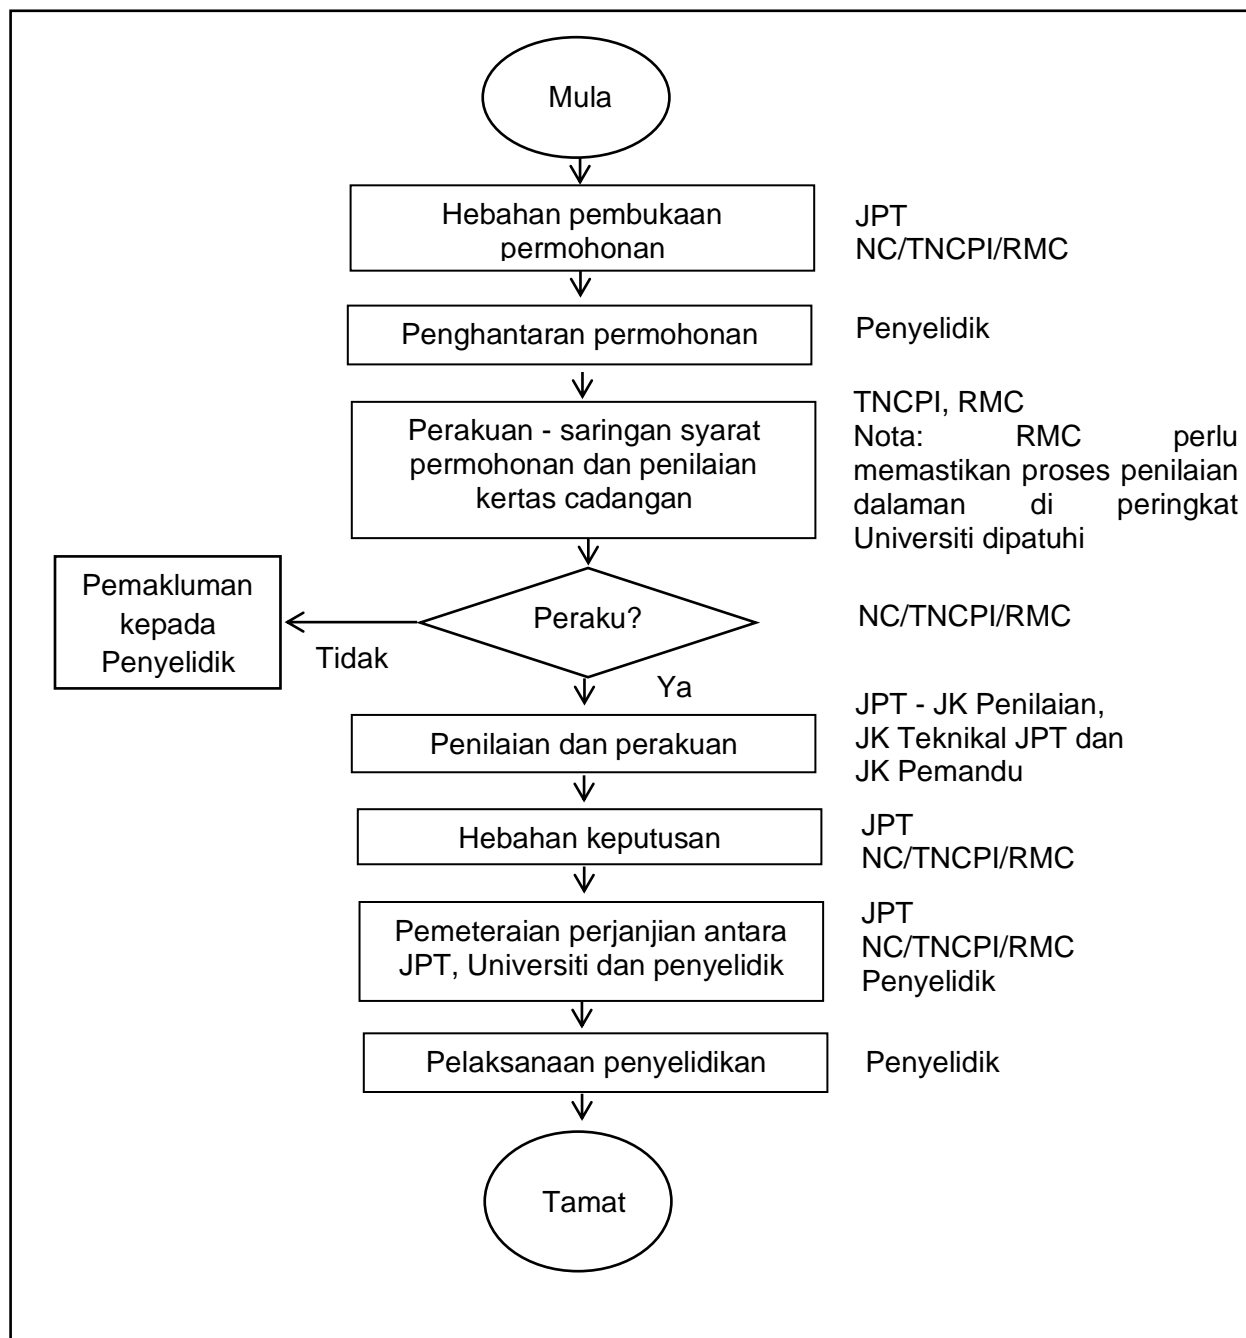 Mula
Hebahan pembukaan
permohonan
JPT
NC/TNCPI/RMC
Penghantaran permohonan
Penyelidik
Perakuan - saringan syarat
permohonan dan penilaian
kertas cadangan
TNCPI, RMC
Nota: RMC perlu
memastikan proses penilaian
dalaman di peringkat
Universiti dipatuhi
Pemakluman
kepada
Penyelidik
Tidak
Peraku?
NC/TNCPI/RMC
Ya
Penilaian dan perakuan
JPT - JK Penilaian,
JK Teknikal JPT dan
JK Pemandu
Hebahan keputusan
JPT
NC/TNCPI/RMC
Pemeteraian perjanjian antara
JPT, Universiti dan penyelidik
JPT
NC/TNCPI/RMC
Penyelidik
Pelaksanaan penyelidikan
Penyelidik
Tamat